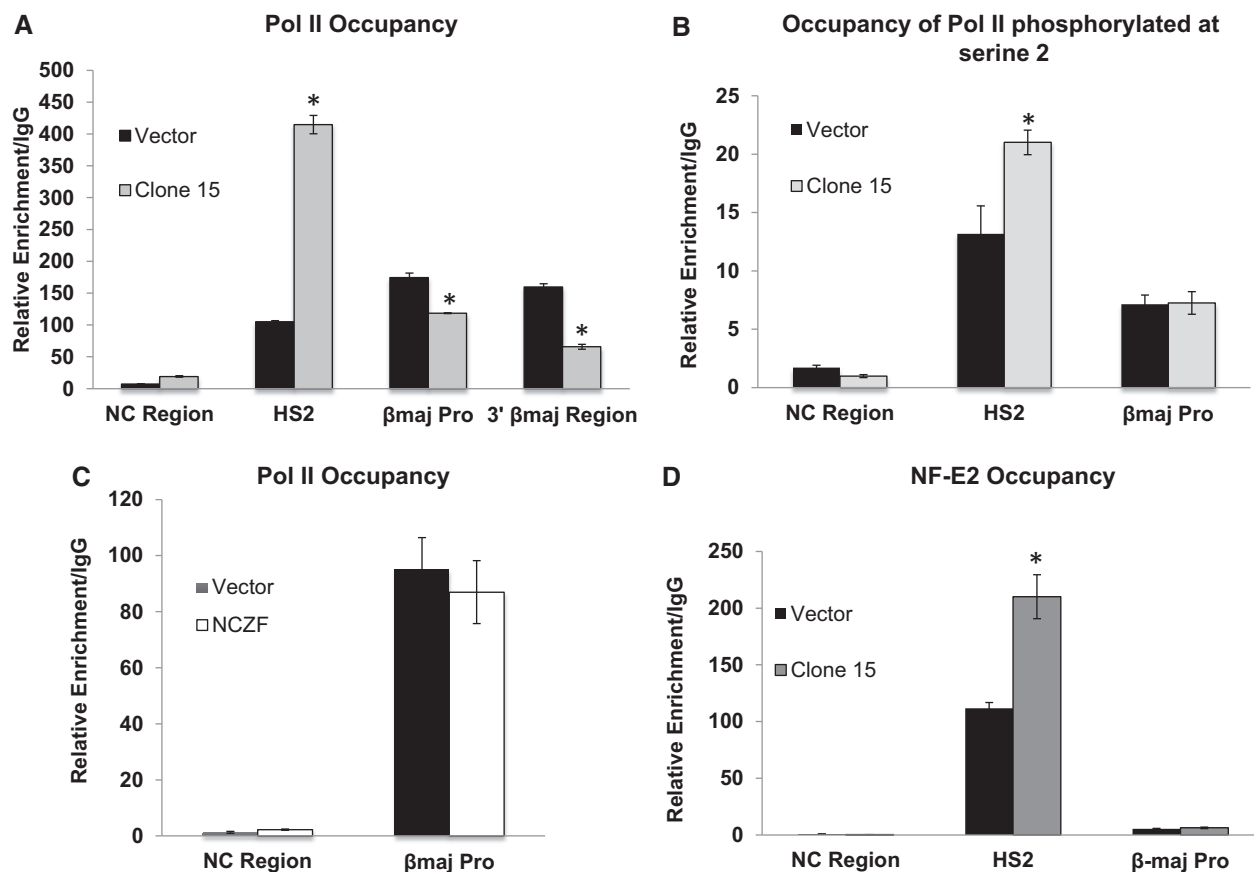 A
Pol II Occupancy
Relative Enrichment/IgG
500
450
400
350
300
250
200
150
100
50
0
Vector
Clone 15
*
*
*
NC Region
HS2
βmaj Pro
3' βmaj Region
B
Occupancy of Pol II phosphorylated at
serine 2
Relative Enrichment/IgG
25
20
15
10
5
0
Vector
Clone 15
*
NC Region
HS2
βmaj Pro
C
Pol II Occupancy
Relative Enrichment/IgG
120
100
80
60
40
20
0
Vector
NCZF
NC Region
βmaj Pro
D
NF-E2 Occupancy
Relative Enrichment/IgG
250
200
150
100
50
0
Vector
Clone 15
*
NC Region
HS2
β-maj Pro